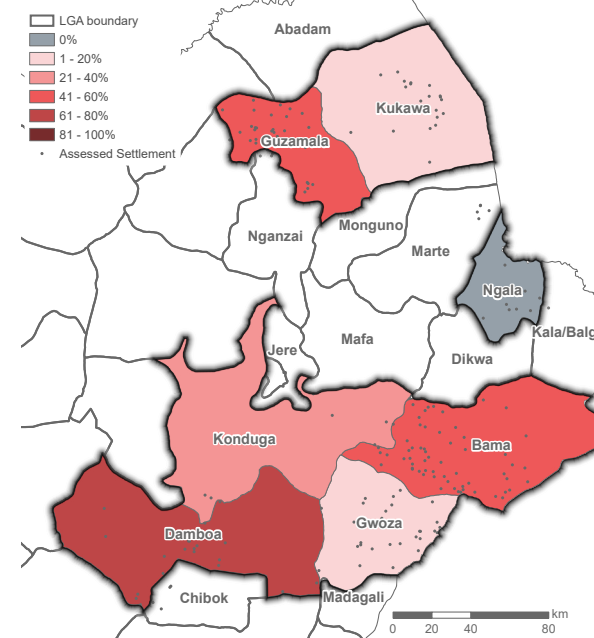 LGA boundary
0%
1 - 20%
21 - 40%
41 - 60%
61 - 80%
81 - 100%
Assessed Settlement
Abadam
Kukawa
Guzamala
Nganzai
Monguno
Marte
Ngala
Kala/Balg
Jere
Mafa
Dikwa
Konduga
Bama
Gwoza
Damboa
Chibok
Madagali
km
0 20 40 80